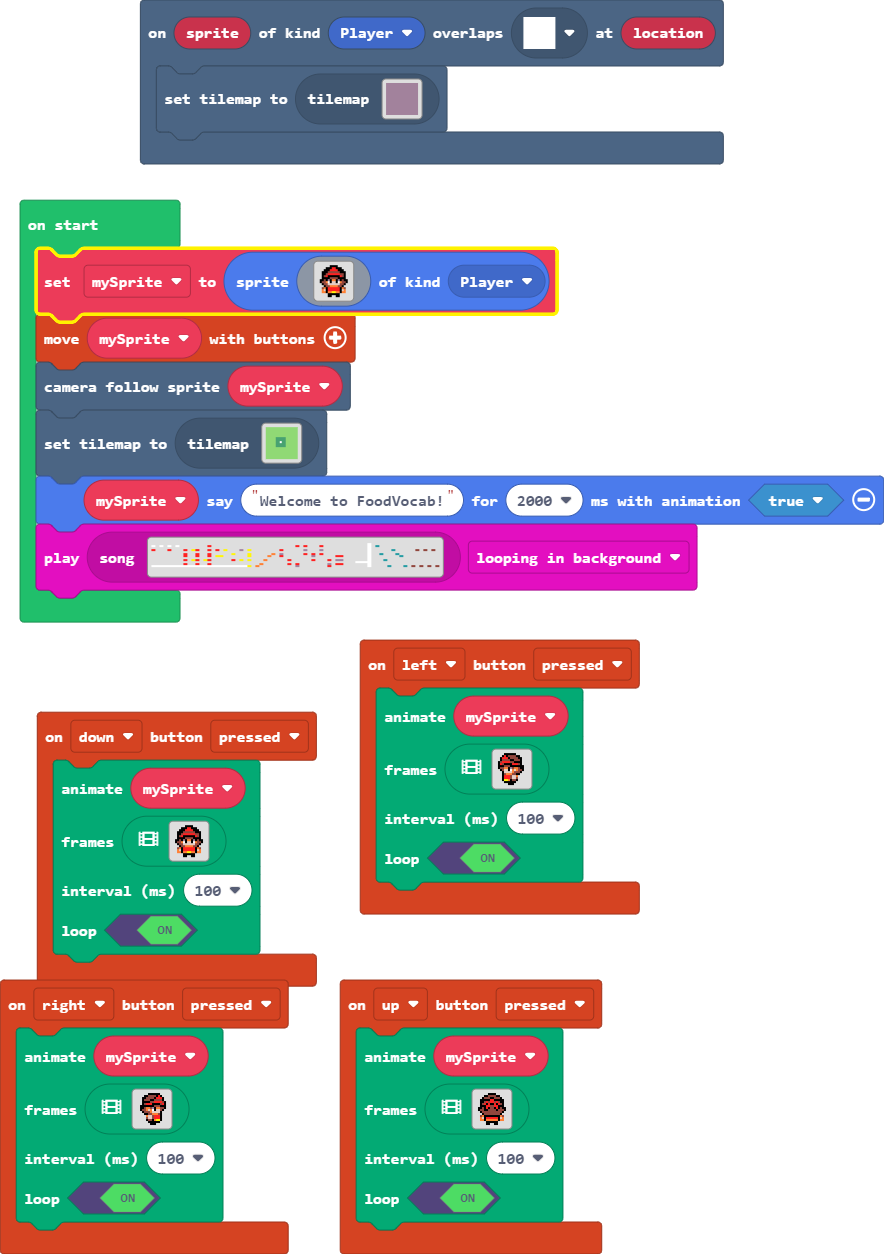 on sprite of kind Player overlaps at location
set tilemap to tilemap
on start
set mySprite to sprite of kind Player
move mySprite with buttons
camera follow sprite mySprite
set tilemap to tilemap
mySprite say "Welcome to FoodVocab!" for 2000 ms with animation true
play song looping in background
on left button pressed
animate mySprite
frames
interval (ms) 100
loop ON
on down button pressed
animate mySprite
frames
interval (ms) 100
loop ON
on right button pressed
animate mySprite
frames
interval (ms) 100
loop ON
on up button pressed
animate mySprite
frames
interval (ms) 100
loop ON